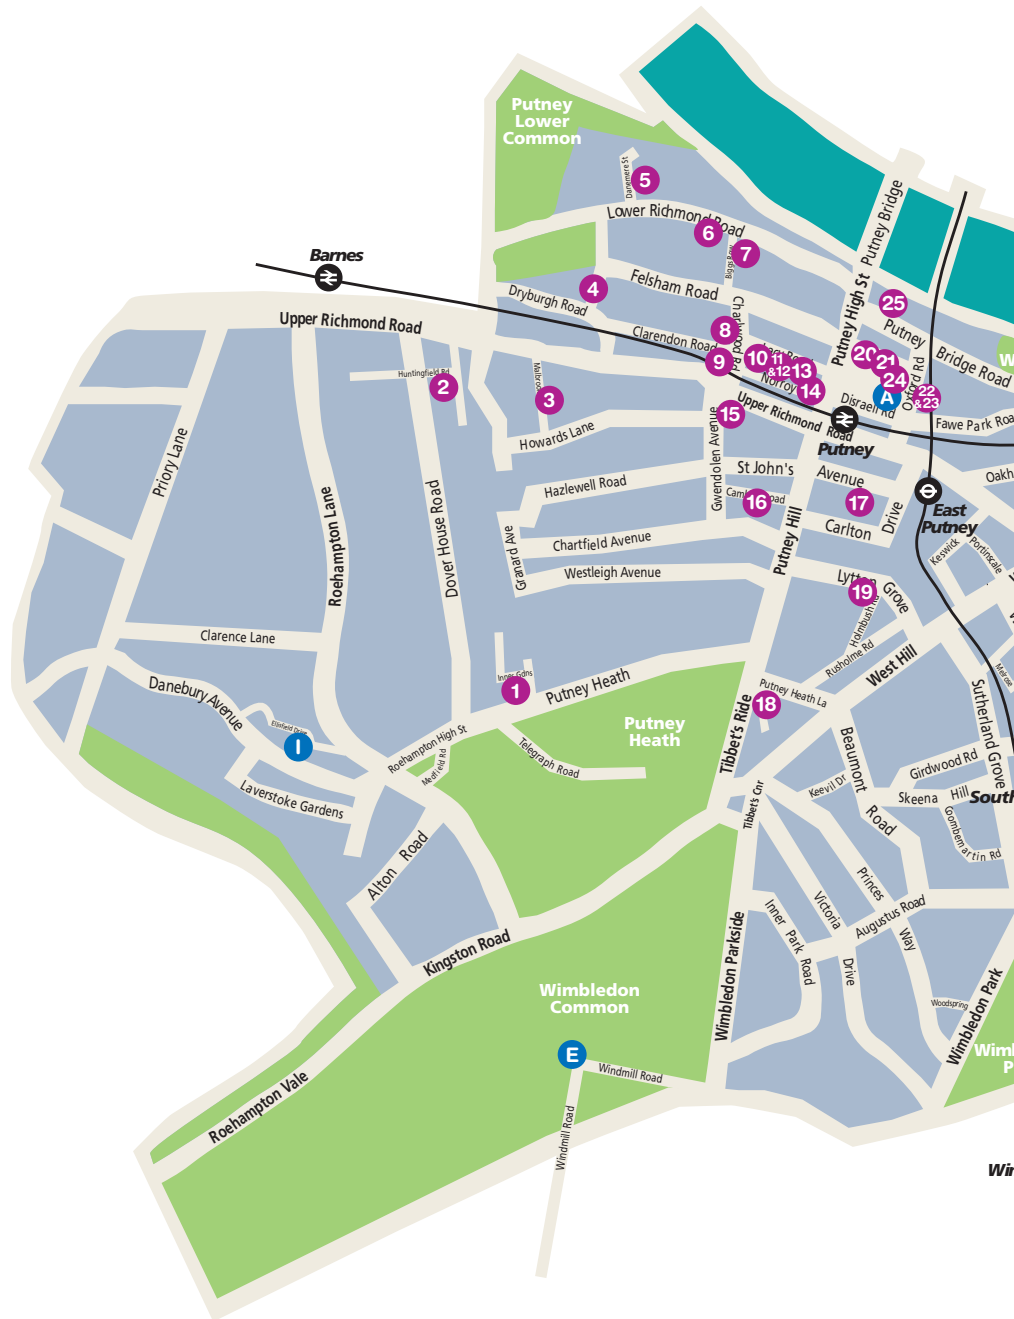 Putney
Lower
Common
Danemere St
5
Lower Richmond Road
6
Biggs Row
7
Putney Bridge
Barnes
4
Dryburgh Road
Felsham Road
Putney High St
25
Putney Bridge Road
Upper Richmond Road
Clarendon Road
8
Charlwood Rd
9
10
11
&12
13
14
20
21
24
A
Oxford Rd
22
&23
Disraeli Rd
Fawe Park Roa
Huntingfield Rd
2
3
15
Upper Richmond Road
Putney
Howards Lane
Gwendolen Avenue
St John's Avenue
Oakh
Priory Lane
Hazlewell Road
16
17
East
Putney
Carlton Drive
Roehampton Lane
Dover House Road
Granard Ave
Chartfield Avenue
Putney Hill
Keswick
Portinscale
Westleigh Avenue
Lytton Grove
19
Holmbush Rd
Clarence Lane
Rusholme Rd
West Hill
Melrose
Inner Gdns
1
Putney Heath
Putney Heath La
18
Sutherland Grove
Danebury Avenue
Ellisfield Drive
I
Roehampton High St
Medfield Rd
Telegraph Road
Putney
Heath
Tibbet's Ride
Beaumont Road
Girdwood Rd
Keevil Dr
Skeena Hill
South
Laverstoke Gardens
Tibbet's Cnr
Coombemartin Rd
Alton Road
Princes Way
Victoria Drive
Augustus Road
Inner Park Road
Kingston Road
Wimbledon Parkside
Wimbledon
Common
Woodspring
Wimbledon Park
Wimb
P
E
Windmill Road
Windmill Road
Roehampton Vale
Win